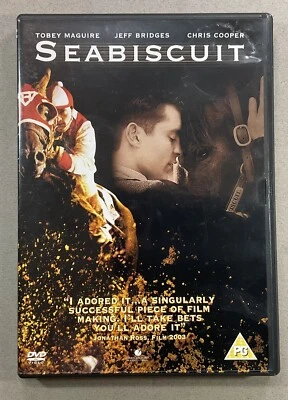 TOBEY MAGUIRE JEFF BRIDGES CHRIS COOPER
SEABISCUIT
"I ADORED IT...A SINGULARLY
SUCCESSFUL PIECE OF FILM
MAKING. I'LL TAKE BETS
YOU'LL ADORE IT"
JONATHAN ROSS, FILM 2003
DVD
VIDEO
PG